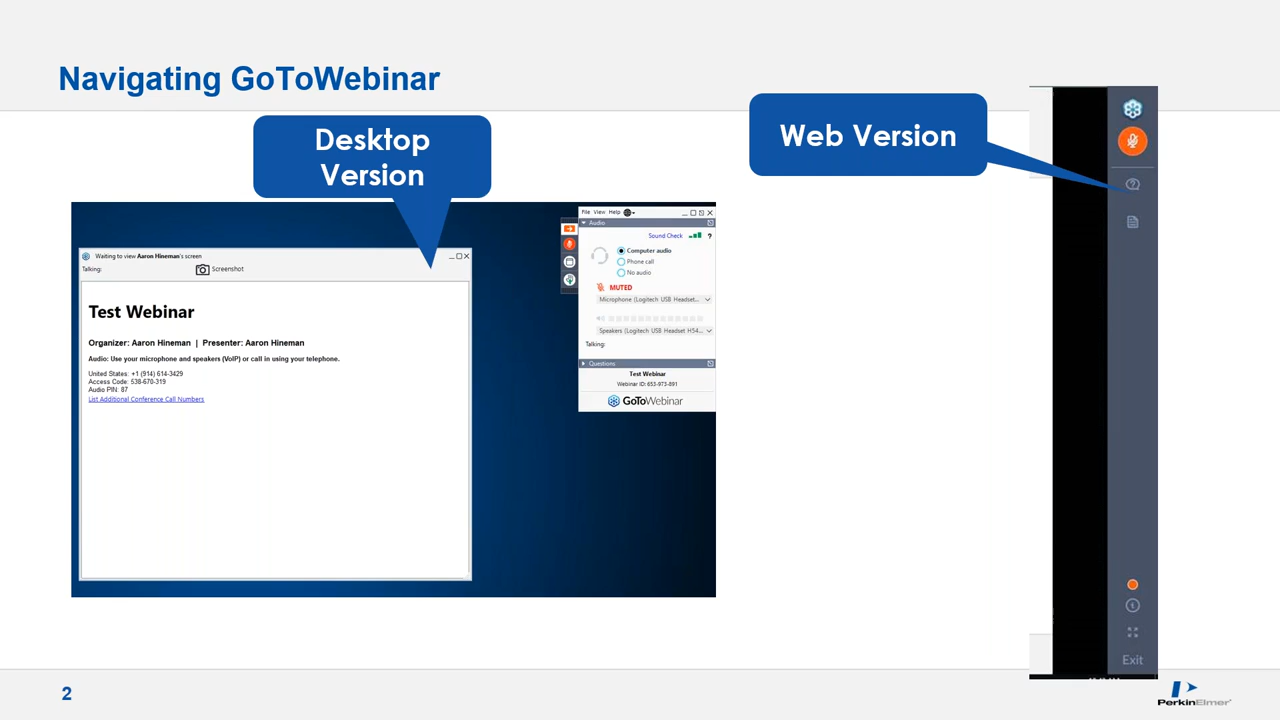 Navigating GoToWebinar
Desktop
Version
Web Version
Waiting to view Aaron Hineman's screen
Talking:
Screenshot
Test Webinar
Organizer: Aaron Hineman | Presenter: Aaron Hineman
Audio: Use your microphone and speakers (VoIP) or call in using your telephone.
United States: +1 (914) 614-3429
Access Code: 538-670-319
Audio PIN: 87
List Additional Conference Call Numbers
File View Help
Audio
Sound Check ?
Computer audio
Phone call
No audio
MUTED
Microphone (Logitech USB Headset...
Speakers (Logitech USB Headset H54...
Talking:
Questions
Test Webinar
Webinar ID: 653-973-891
GoToWebinar
Exit
2
PerkinElmer